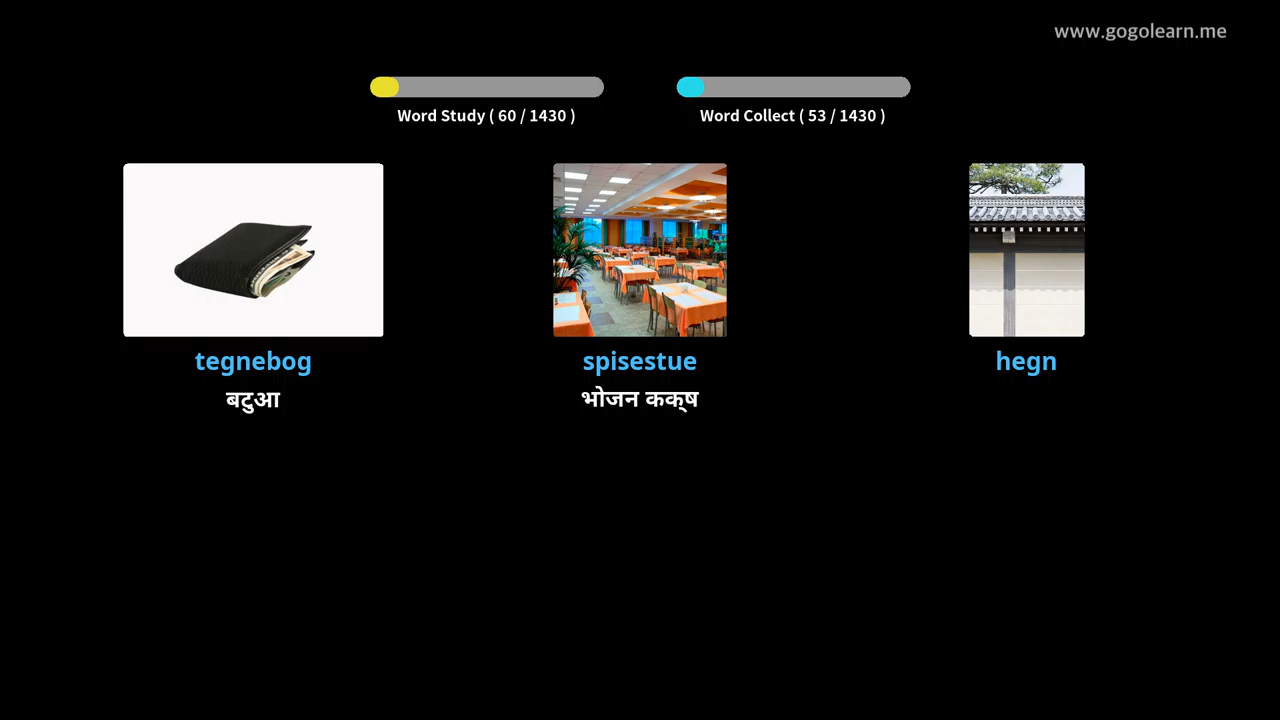 www.gogolearn.me
Word Study ( 60 / 1430 )
Word Collect ( 53 / 1430 )
tegnebog
spisestue
hegn
बटुआ
भोजन कक्ष